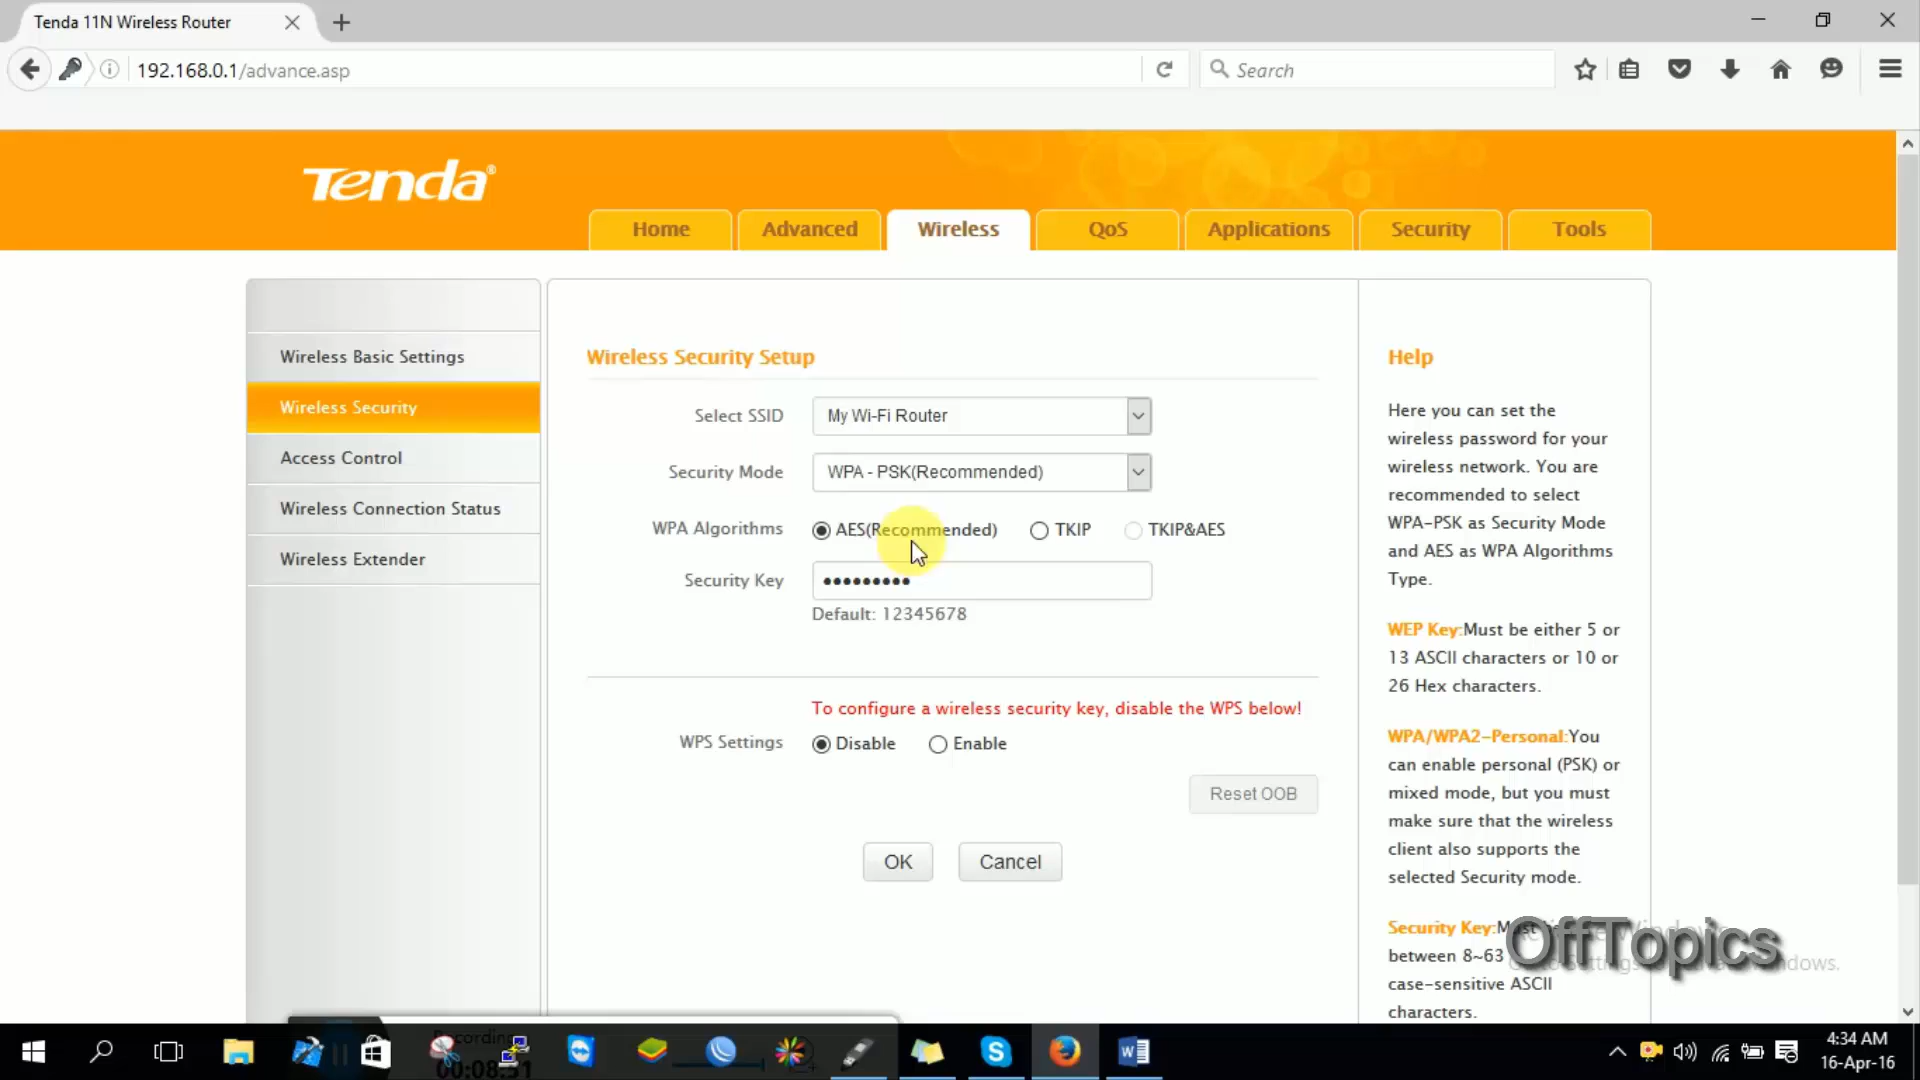 Tenda 11N Wireless Router
192.168.0.1/advance.asp
Search
Tenda®
Home
Advanced
Wireless
QoS
Applications
Security
Tools
Wireless Basic Settings
Wireless Security
Access Control
Wireless Connection Status
Wireless Extender
Wireless Security Setup
Select SSID
My Wi-Fi Router
Security Mode
WPA - PSK(Recommended)
WPA Algorithms
AES(Recommended)
TKIP
TKIP&AES
Security Key
•••••••••
Default: 12345678
To configure a wireless security key, disable the WPS below!
WPS Settings
Disable
Enable
Reset OOB
OK
Cancel
Help
Here you can set the
wireless password for your
wireless network. You are
recommended to select
WPA-PSK as Security Mode
and AES as WPA Algorithms
Type.
WEP Key:Must be either 5 or
13 ASCII characters or 10 or
26 Hex characters.
WPA/WPA2-Personal:You
can enable personal (PSK) or
mixed mode, but you must
make sure that the wireless
client also supports the
selected Security mode.
Security Key:Must
between 8~63
case-sensitive ASCII
characters.
OffTopics
00:08:51
4:34 AM
16-Apr-16